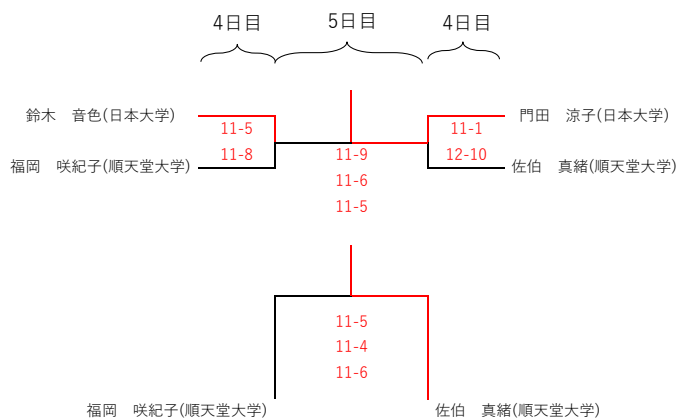 4日目 5日目 4日目
鈴木　音色(日本大学) 門田　涼子(日本大学)
11-5 11-1
11-8 12-10
福岡　咲紀子(順天堂大学) 佐伯　真緒(順天堂大学)
11-9
11-6
11-5
11-5
11-4
11-6
福岡　咲紀子(順天堂大学) 佐伯　真緒(順天堂大学)